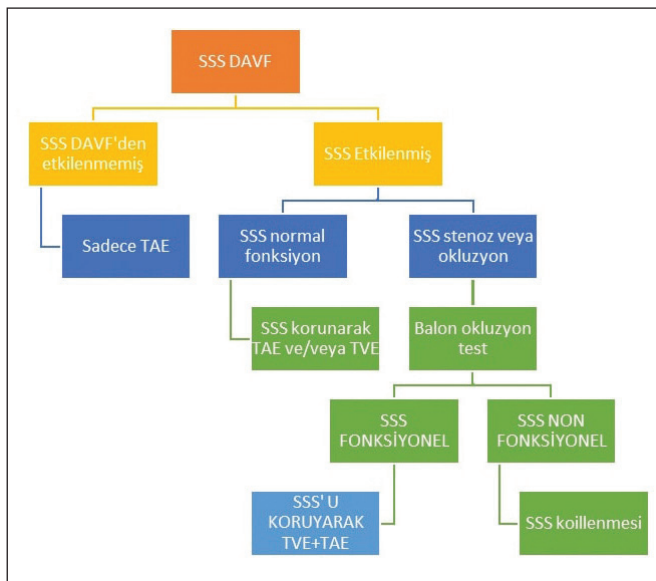 SSS DAVF
SSS DAVF'den
etkilenmemiş
SSS Etkilenmiş
Sadece TAE
SSS normal
fonksiyon
SSS stenoz veya
okluzyon
SSS korunarak
TAE ve/veya TVE
Balon okluzyon
test
SSS
FONKSİYONEL
SSS NON
FONKSİYONEL
SSS' U
KORUYARAK
TVE+TAE
SSS koillenmesi